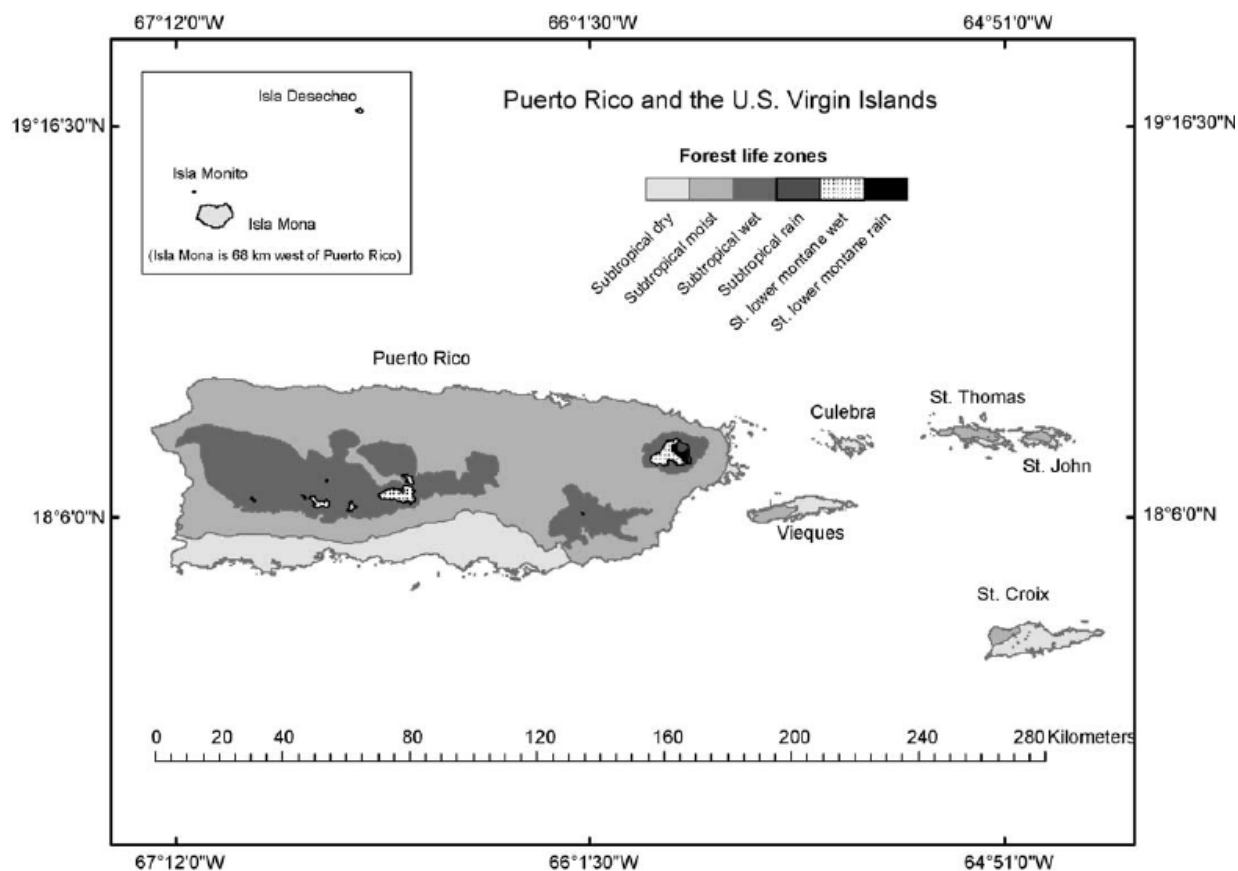 67°12'0"W
66°1'30"W
64°51'0"W
19°16'30"N
19°16'30"N
Isla Desecheo
Isla Monito
Isla Mona
(Isla Mona is 68 km west of Puerto Rico)
Puerto Rico and the U.S. Virgin Islands
Forest life zones
Subtropical dry
Subtropical moist
Subtropical wet
Subtropical rain
St. lower montane wet
St. lower montane rain
Puerto Rico
Culebra
St. Thomas
St. John
Vieques
18°6'0"N
18°6'0"N
St. Croix
0 20 40 80 120 160 200 240 280 Kilometers
67°12'0"W
66°1'30"W
64°51'0"W